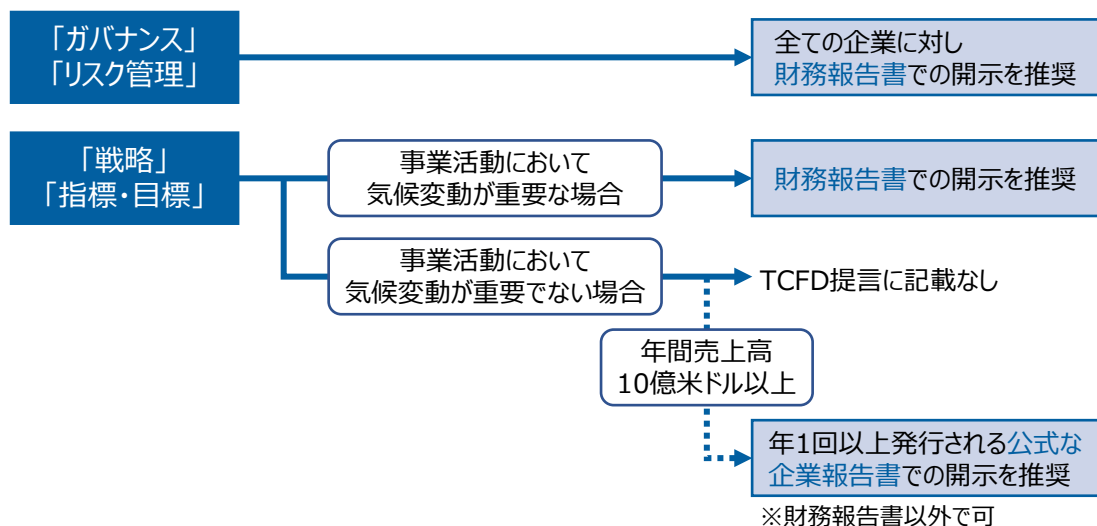 「ガバナンス」
「リスク管理」
全ての企業に対し
財務報告書での開示を推奨
「戦略」
「指標・目標」
事業活動において
気候変動が重要な場合
財務報告書での開示を推奨
事業活動において
気候変動が重要でない場合
TCFD提言に記載なし
年間売上高
10億米ドル以上
年1回以上発行される公式な
企業報告書での開示を推奨
※財務報告書以外で可